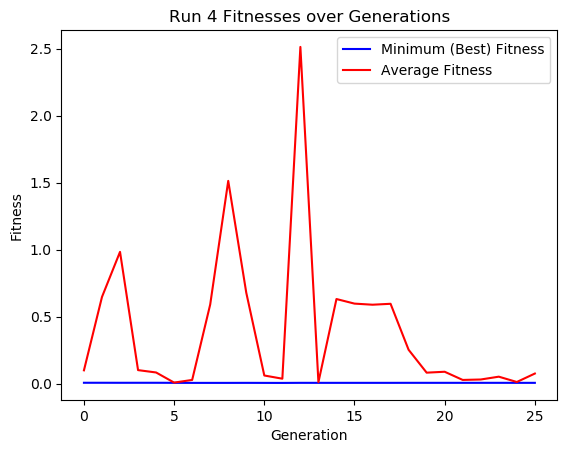 Run 4 Fitnesses over Generations
Minimum (Best) Fitness
Average Fitness
2.5
2.0
1.5
1.0
0.5
0.0
Fitness
0 5 10 15 20 25
Generation